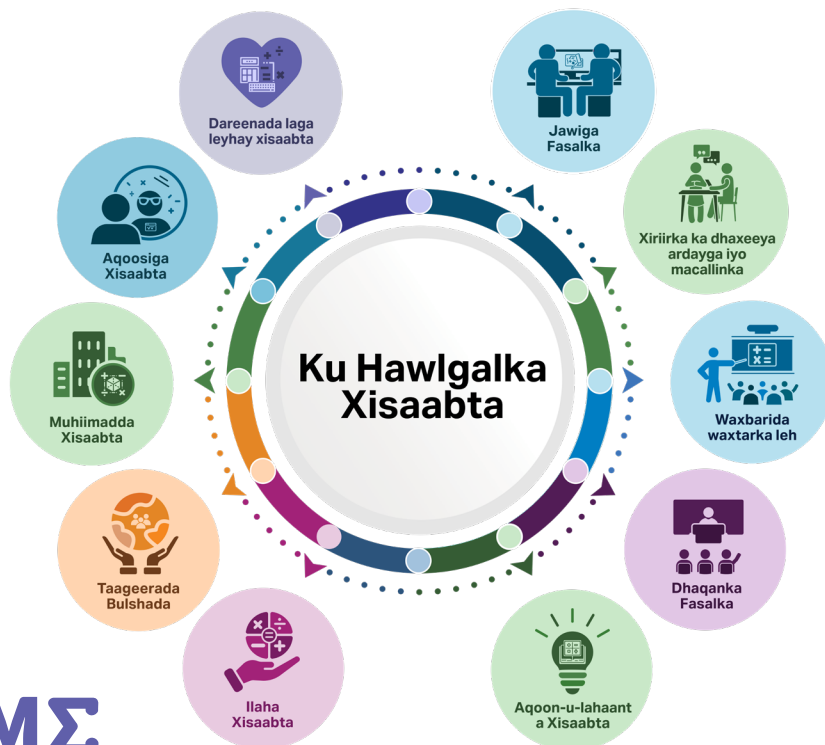 Dareenada laga
leyhay xisaabta
Jawiga
Fasalka
Aqoosiga
Xisaabta
Xiriirka ka dhaxeeya
ardayga iyo
macallinka
Ku Hawlgalka
Xisaabta
Muhiimadda
Xisaabta
Waxbarida
waxtarka leh
Taageerada
Bulshada
Dhaqanka
Fasalka
Ilaha
Xisaabta
Aqoon-u-lahaant
a Xisaabta
MΣ